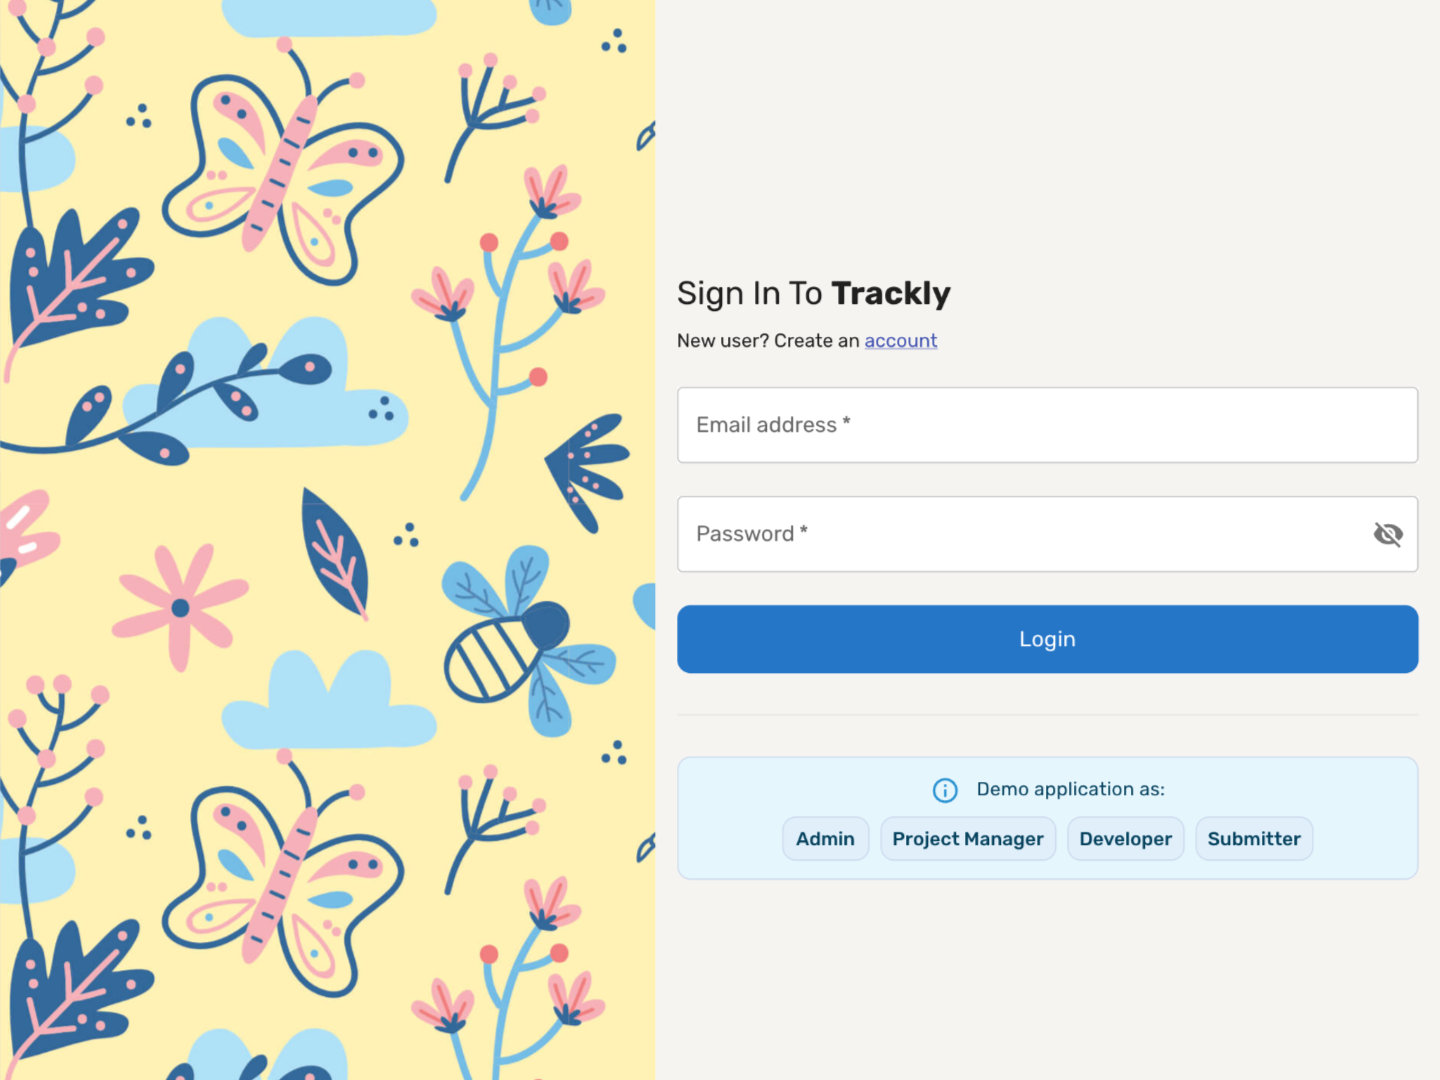 Sign In To Trackly
New user? Create an account
Email address *
Password *
Login
Demo application as:
Admin Project Manager Developer Submitter